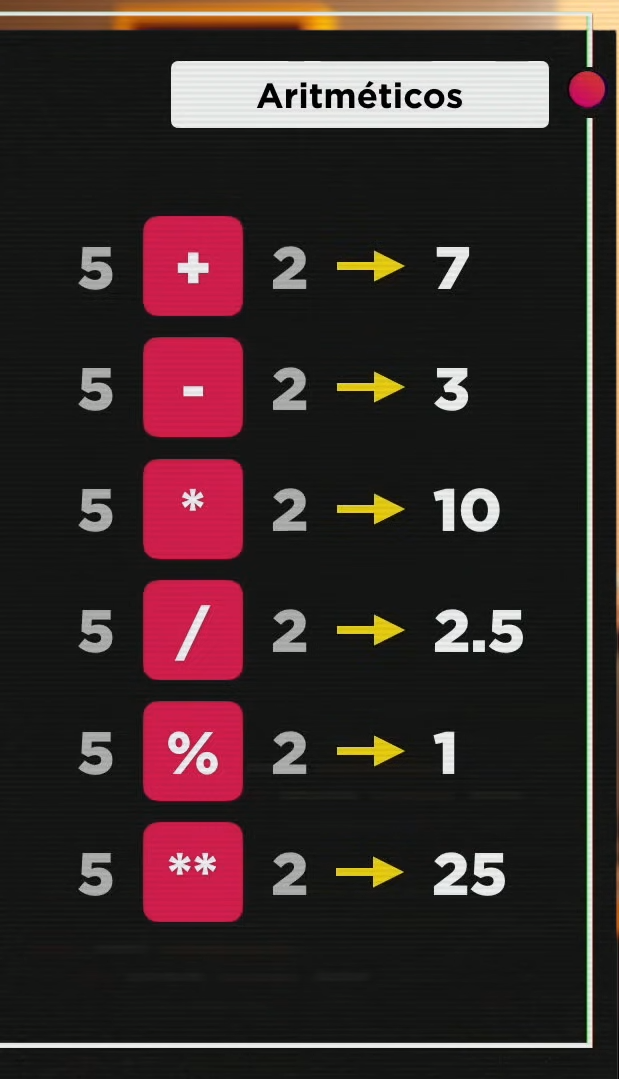 Aritméticos
5 + 2 → 7
5 - 2 → 3
5 * 2 → 10
5 / 2 → 2.5
5 % 2 → 1
5 ** 2 → 25